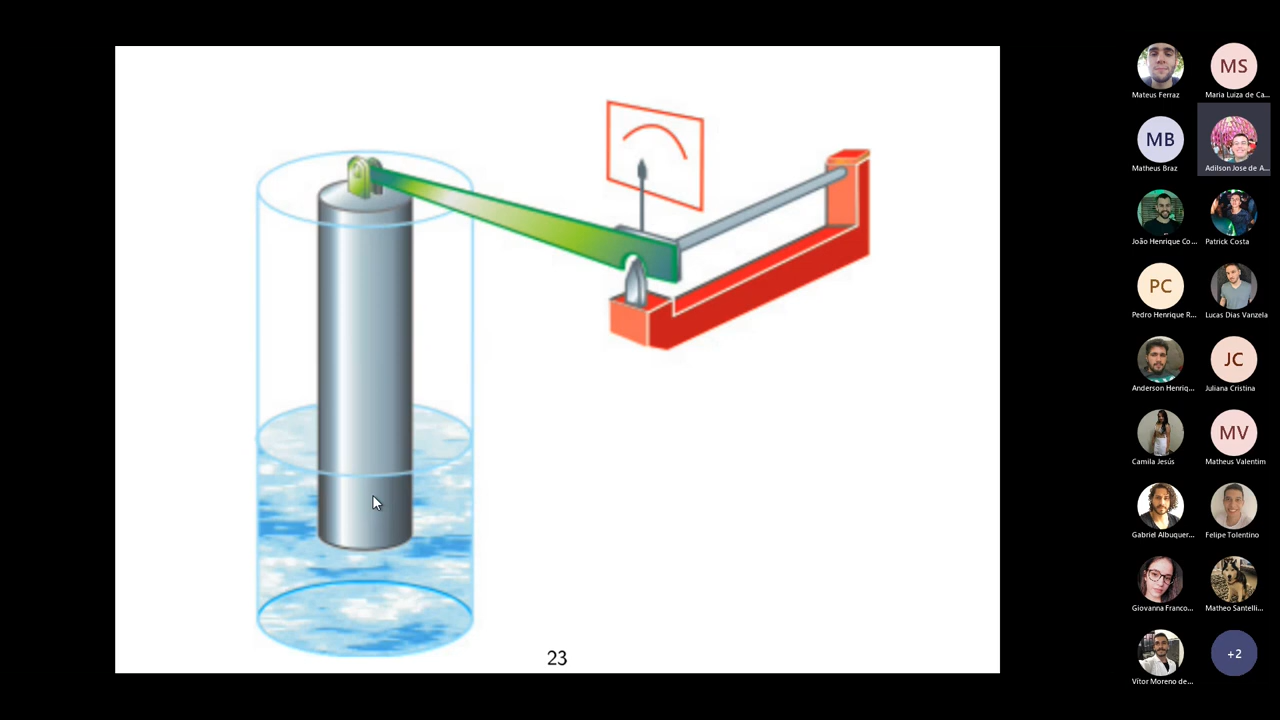 MS
Mateus Ferraz
Maria Luiza de Ca...
MB
Matheus Braz
Adilson Jose de A...
João Henrique Co...
Patrick Costa
PC
Pedro Henrique R...
Lucas Dias Vanzela
JC
Anderson Henriq...
Juliana Cristina
MV
Camila Jesús
Matheus Valentim
Gabriel Albuquer...
Felipe Tolentino
Giovanna Franco...
Matheo Santelli...
+2
Vítor Moreno de...
23